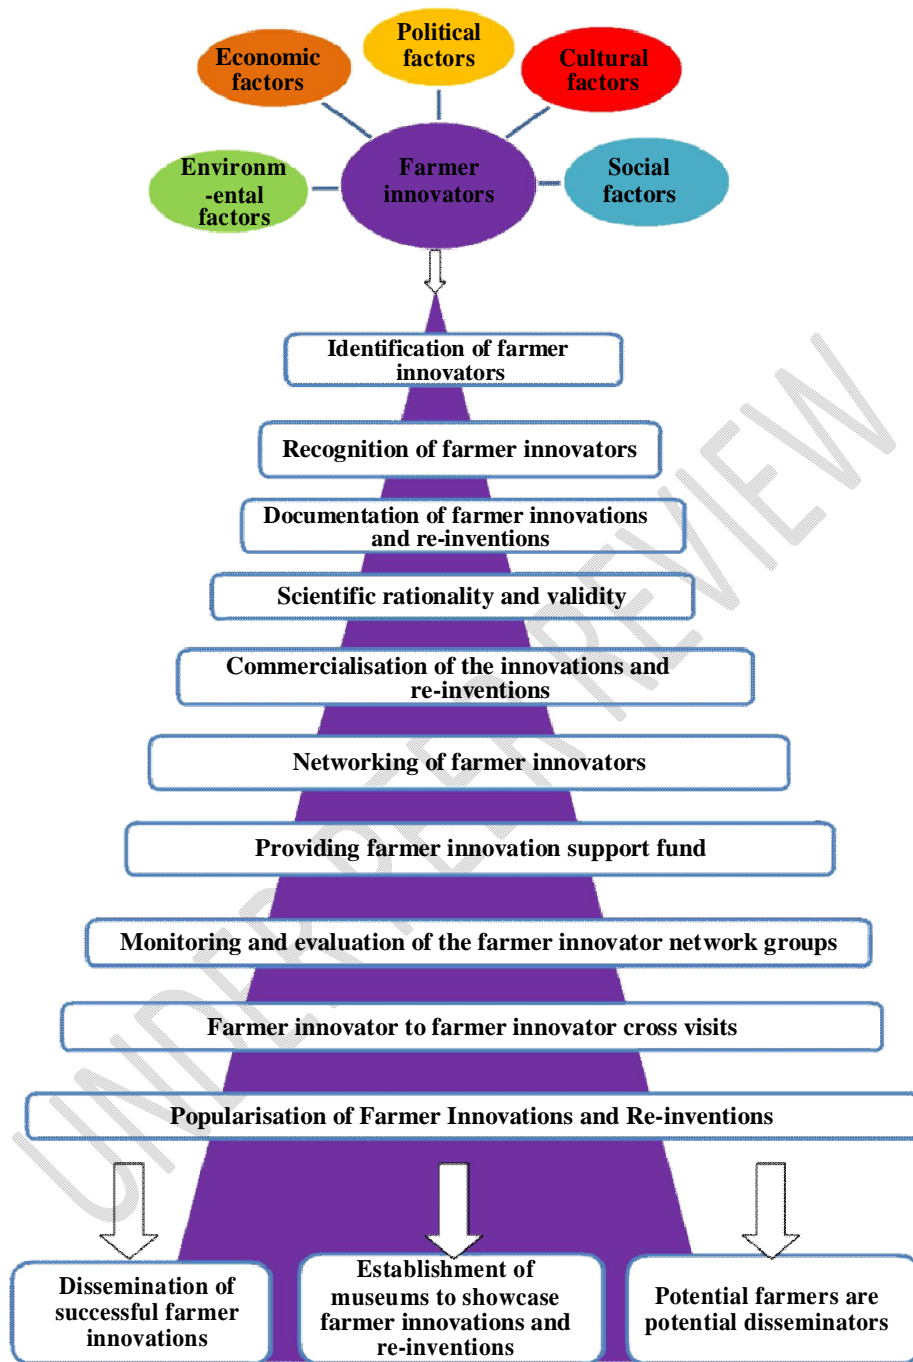 Political
factors
Economic
factors
Cultural
factors
Environm
-ental
factors
Farmer
innovators
Social
factors
Identification of farmer
innovators
Recognition of farmer innovators
Documentation of farmer innovations
and re-inventions
Scientific rationality and validity
Commercialisation of the innovations and
re-inventions
Networking of farmer innovators
Providing farmer innovation support fund
Monitoring and evaluation of the farmer innovator network groups
Farmer innovator to farmer innovator cross visits
Popularisation of Farmer Innovations and Re-inventions
Dissemination of
successful farmer
innovations
Establishment of
museums to showcase
farmer innovations and
re-inventions
Potential farmers are
potential disseminators
UNDER PEER REVIEW